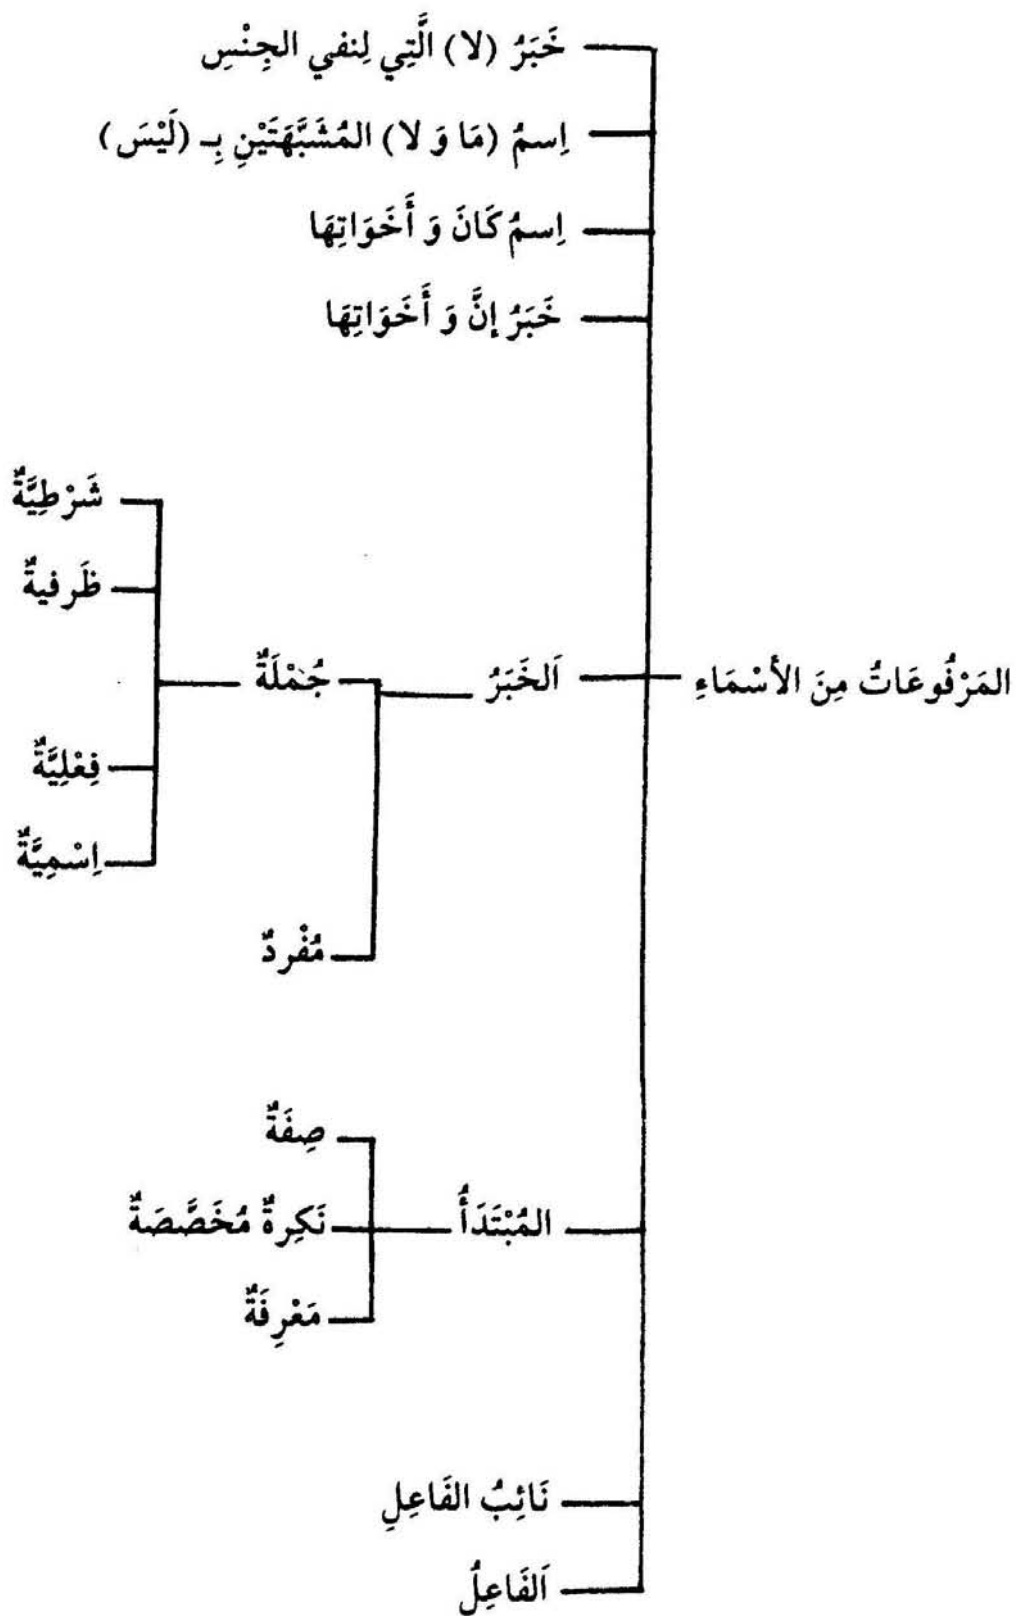 خَبَرُ (لا) الَّتِي لِنفي الجِنْسِ
اِسمُ (مَا وَ لا) المُشَبَّهَتَيْنِ بِـ (لَيْسَ)
اِسمُ كَانَ وَ أَخَوَاتِهَا
خَبَرُ إنَّ وَ أَخَوَاتِهَا
شَرْطِيَّةٌ
ظَرفيةٌ
المَرْفُوعَاتُ مِنَ الأسْمَاءِ
اَلخَبَرُ
جُمْلَةٌ
فِعْلِيَّةٌ
اِسْمِيَّةٌ
مُفْردٌ
صِفَةٌ
المُبْتَدَأُ
نَكِرةٌ مُخَصَّصَةٌ
مَعْرِفَةٌ
نَائِبُ الفَاعِلِ
اَلفَاعِلُ